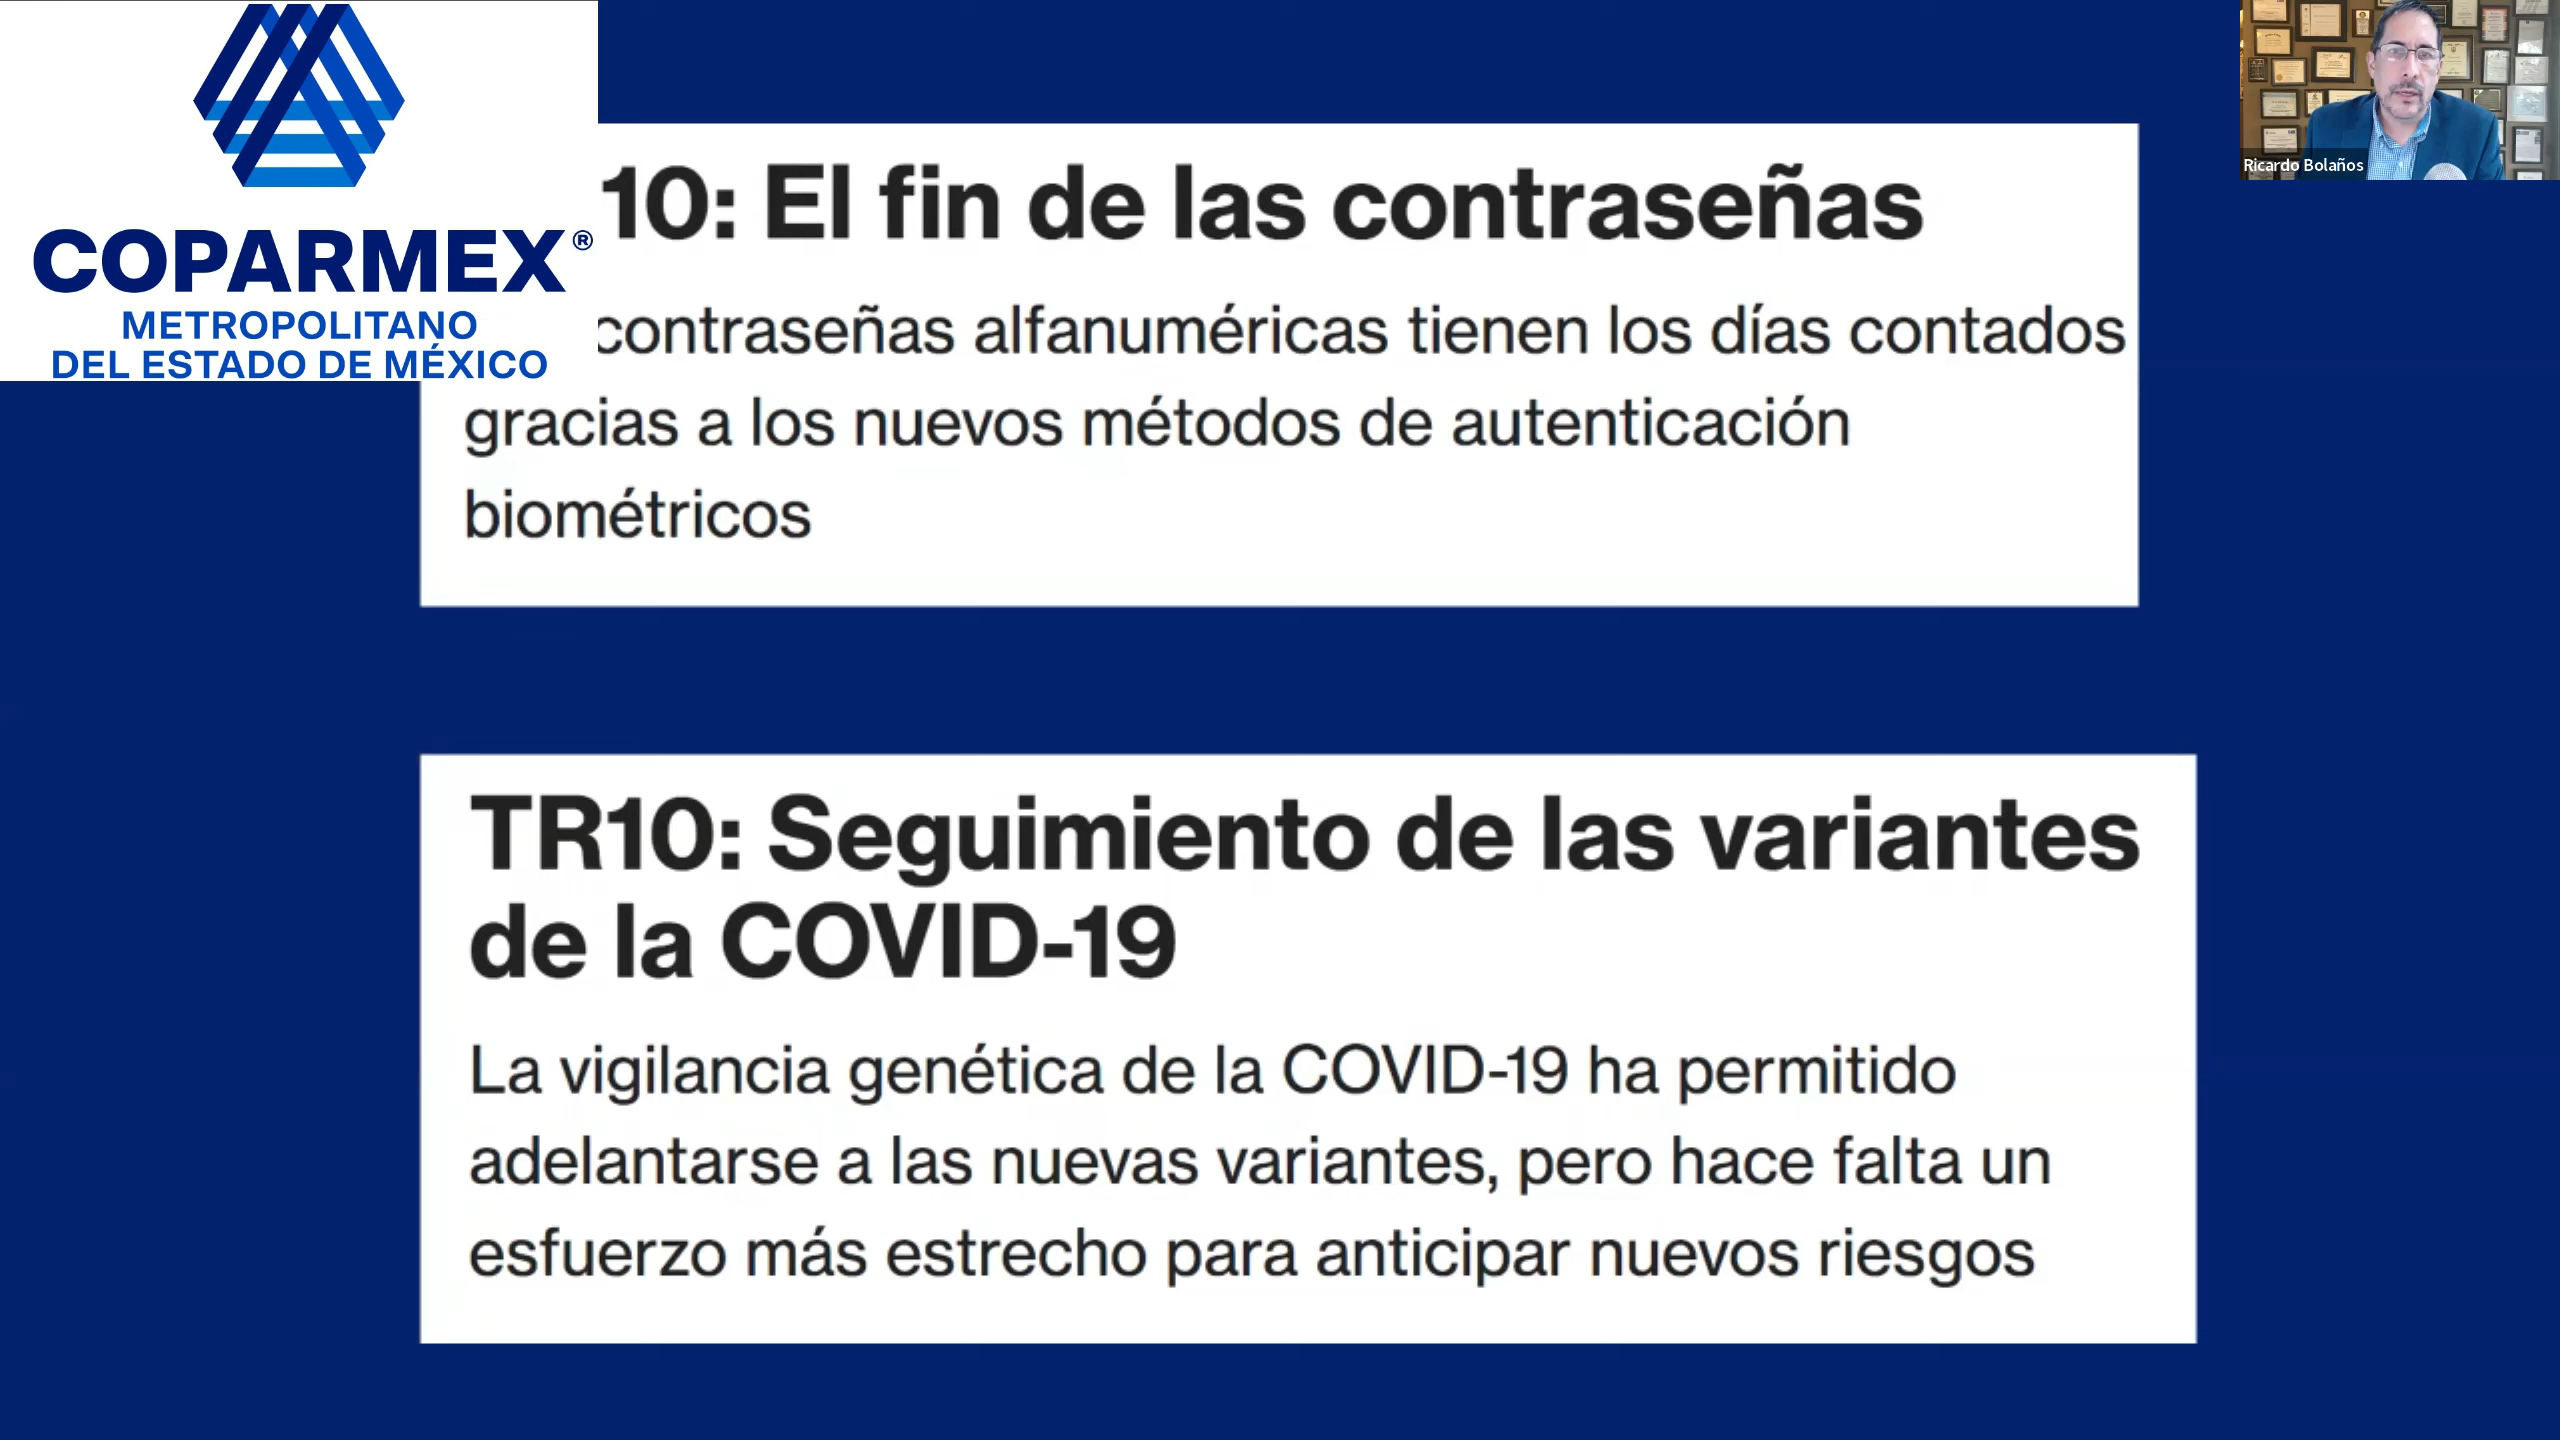 COPARMEX®
METROPOLITANO
DEL ESTADO DE MÉXICO
10: El fin de las contraseñas
contraseñas alfanuméricas tienen los días contados
gracias a los nuevos métodos de autenticación
biométricos
TR10: Seguimiento de las variantes
de la COVID-19
La vigilancia genética de la COVID-19 ha permitido
adelantarse a las nuevas variantes, pero hace falta un
esfuerzo más estrecho para anticipar nuevos riesgos
Ricardo Bolaños